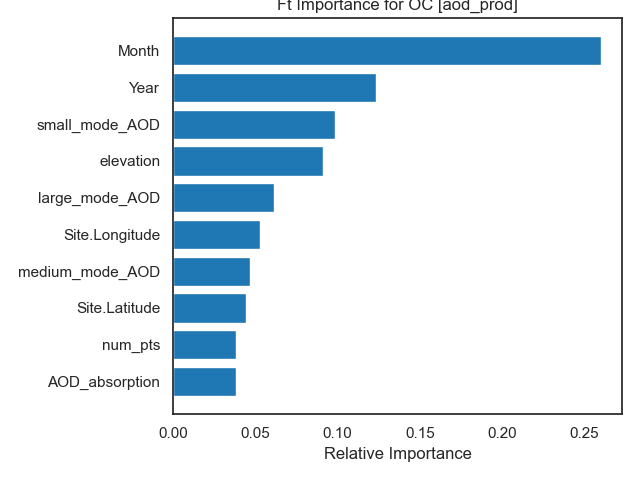 Ft Importance for OC [aod_prod]
Month
Year
small_mode_AOD
elevation
large_mode_AOD
Site.Longitude
medium_mode_AOD
Site.Latitude
num_pts
AOD_absorption
0.00 0.05 0.10 0.15 0.20 0.25
Relative Importance